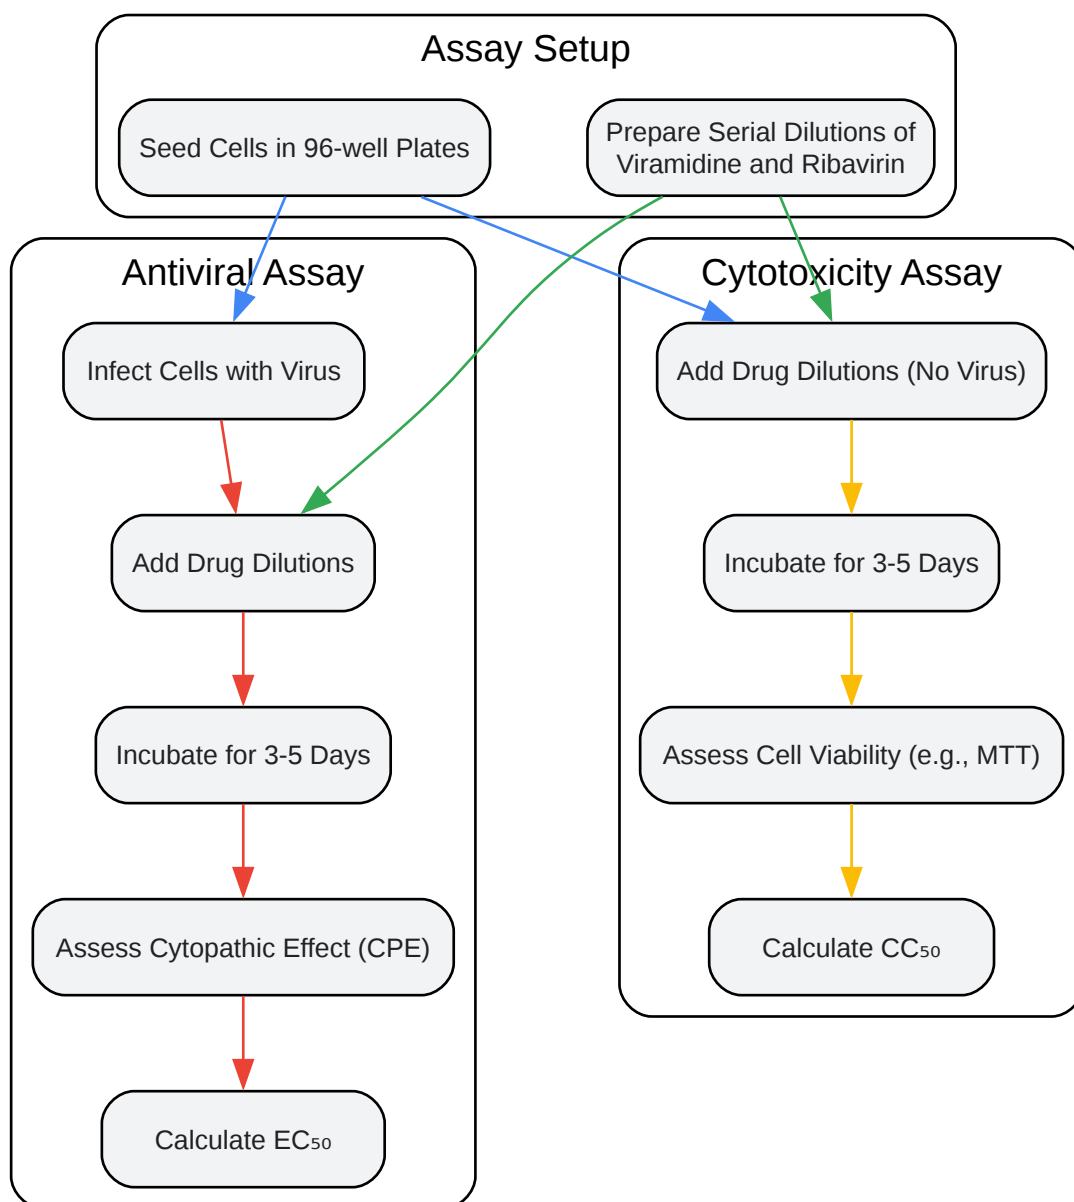 Assay Setup
Seed Cells in 96-well Plates
Prepare Serial Dilutions of
Viramidine and Ribavirin
Antiviral Assay
Infect Cells with Virus
Add Drug Dilutions
Incubate for 3-5 Days
Assess Cytopathic Effect (CPE)
Calculate EC₅₀
Cytotoxicity Assay
Add Drug Dilutions (No Virus)
Incubate for 3-5 Days
Assess Cell Viability (e.g., MTT)
Calculate CC₅₀